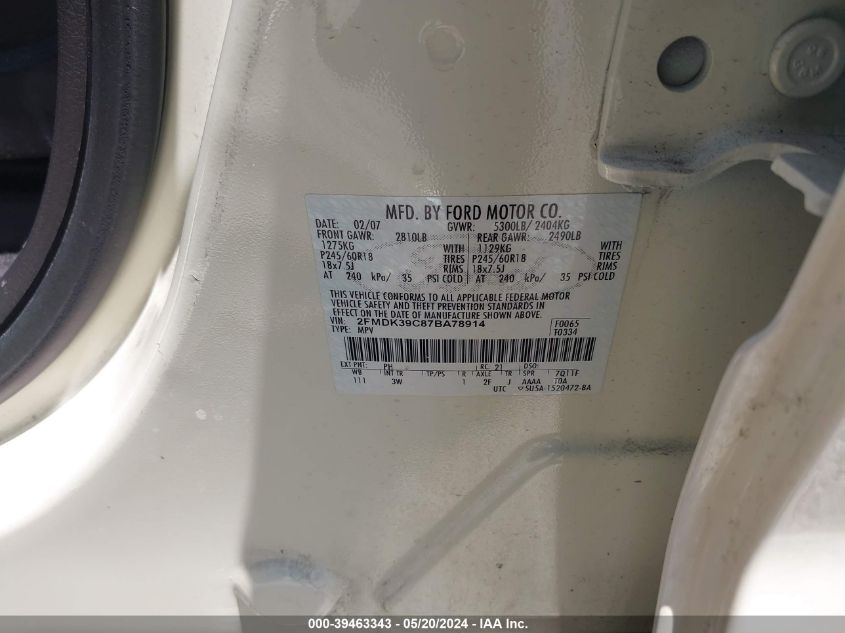 MFD. BY FORD MOTOR CO.
DATE: 02/07 GVWR: 5300LB/ 2404KG
FRONT GAWR: 2810LB REAR GAWR: 2490LB
1275KG WITH 1129KG WITH
P245/60R18 TIRES P245/60R18 TIRES
18x7.5J RIMS 18x7.5J RIMS
AT 240 kPa/ 35 PSI COLD AT 240 kPa/ 35 PSI COLD
THIS VEHICLE CONFORMS TO ALL APPLICABLE FEDERAL MOTOR
VEHICLE SAFETY AND THEFT PREVENTION STANDARDS IN
EFFECT ON THE DATE OF MANUFACTURE SHOWN ABOVE.
VIN: 2FMDK39C87BA78914 F0065
TYPE: MPV T0334
EXT PNT: PH RC: 21 DSO:
WB INT TR TP/PS R AXLE TR SPR 7Q11F
111 3W 1 2F J AAAA T0A
UTC 5U5A-1520472-BA
000-39463343 - 05/20/2024 - IAA, Inc.